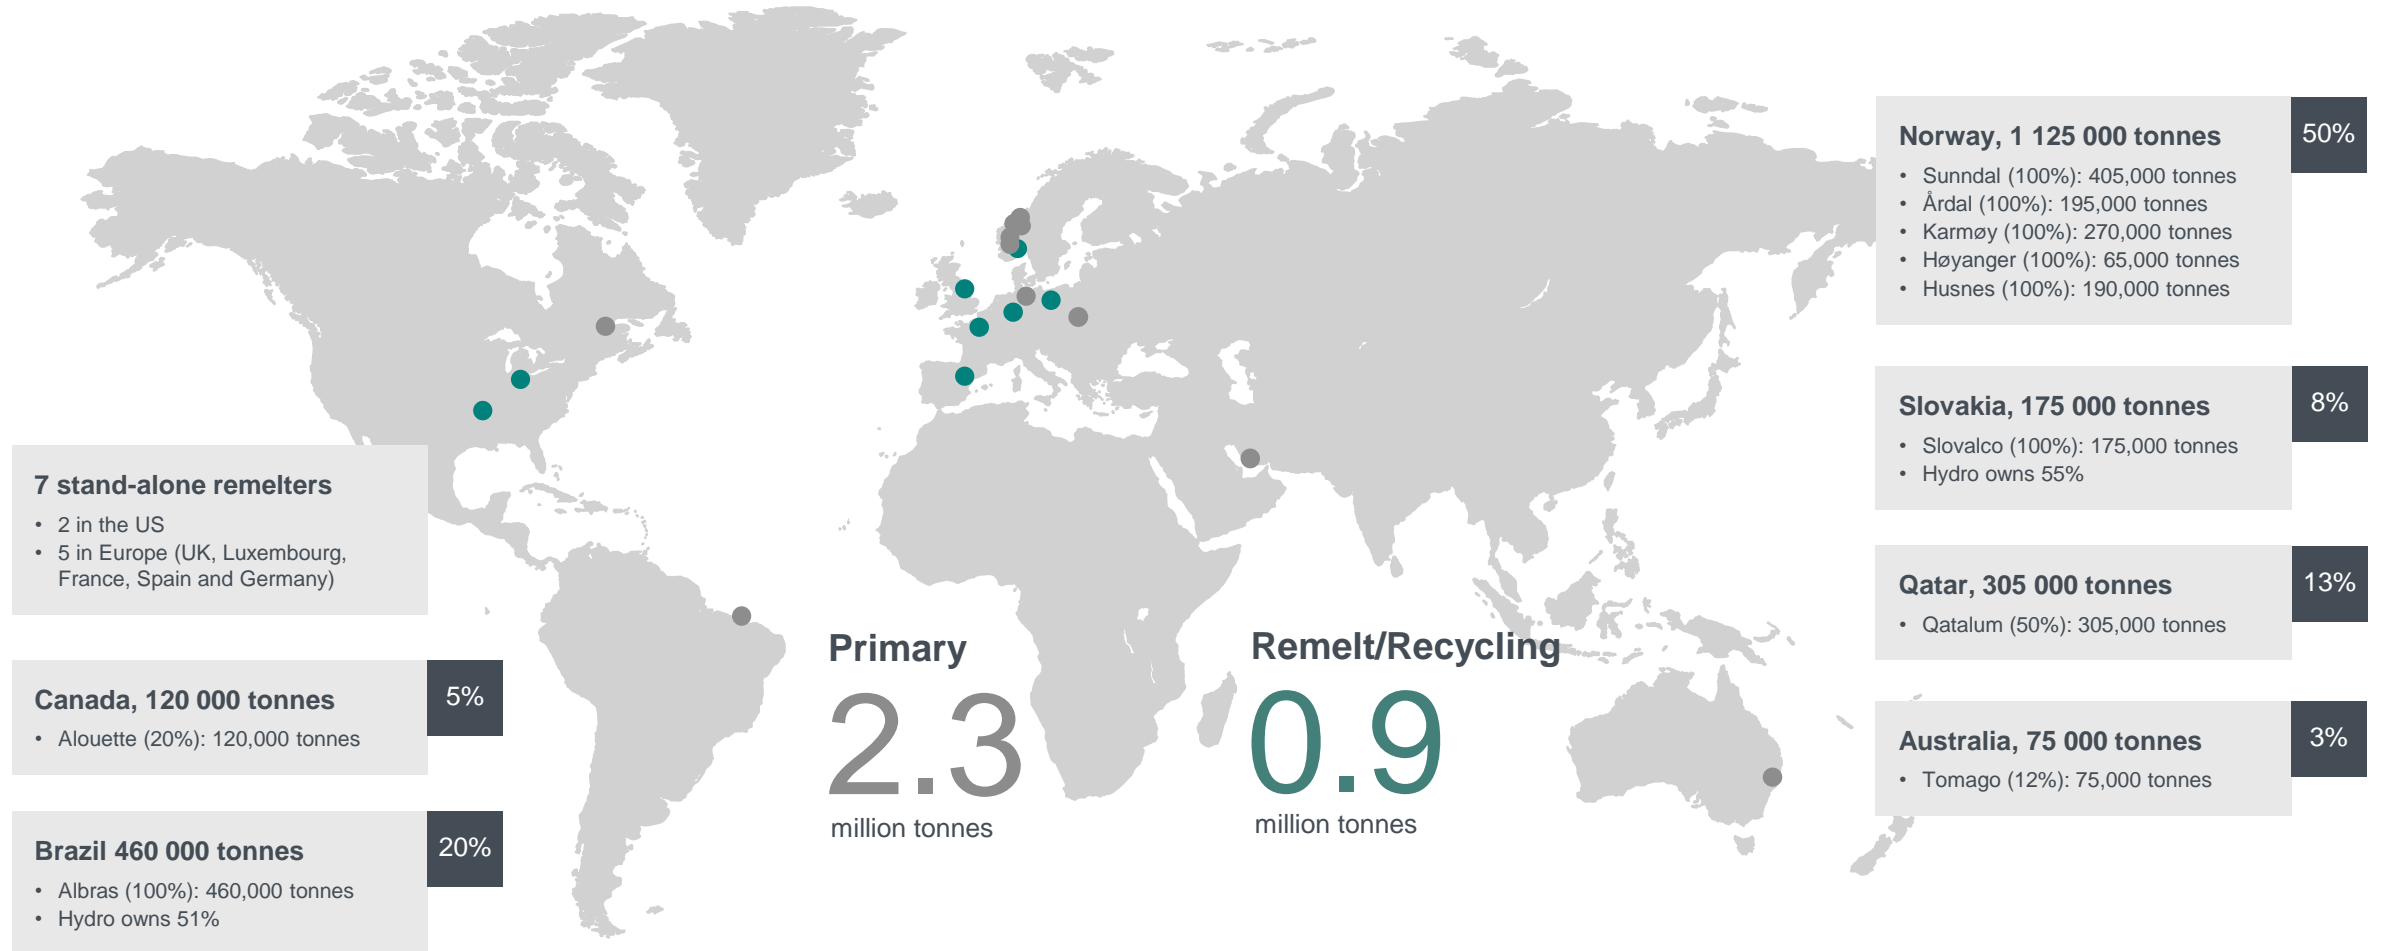 7 stand-alone remelters
• 2 in the US
• 5 in Europe (UK, Luxembourg,
France, Spain and Germany)
Canada, 120 000 tonnes
5%
• Alouette (20%): 120,000 tonnes
Brazil 460 000 tonnes
20%
• Albras (100%): 460,000 tonnes
• Hydro owns 51%
Primary
2.3
million tonnes
Remelt/Recycling
0.9
million tonnes
Norway, 1 125 000 tonnes
50%
• Sunndal (100%): 405,000 tonnes
• Årdal (100%): 195,000 tonnes
• Karmøy (100%): 270,000 tonnes
• Høyanger (100%): 65,000 tonnes
• Husnes (100%): 190,000 tonnes
Slovakia, 175 000 tonnes
8%
• Slovalco (100%): 175,000 tonnes
• Hydro owns 55%
Qatar, 305 000 tonnes
13%
• Qatalum (50%): 305,000 tonnes
Australia, 75 000 tonnes
3%
• Tomago (12%): 75,000 tonnes